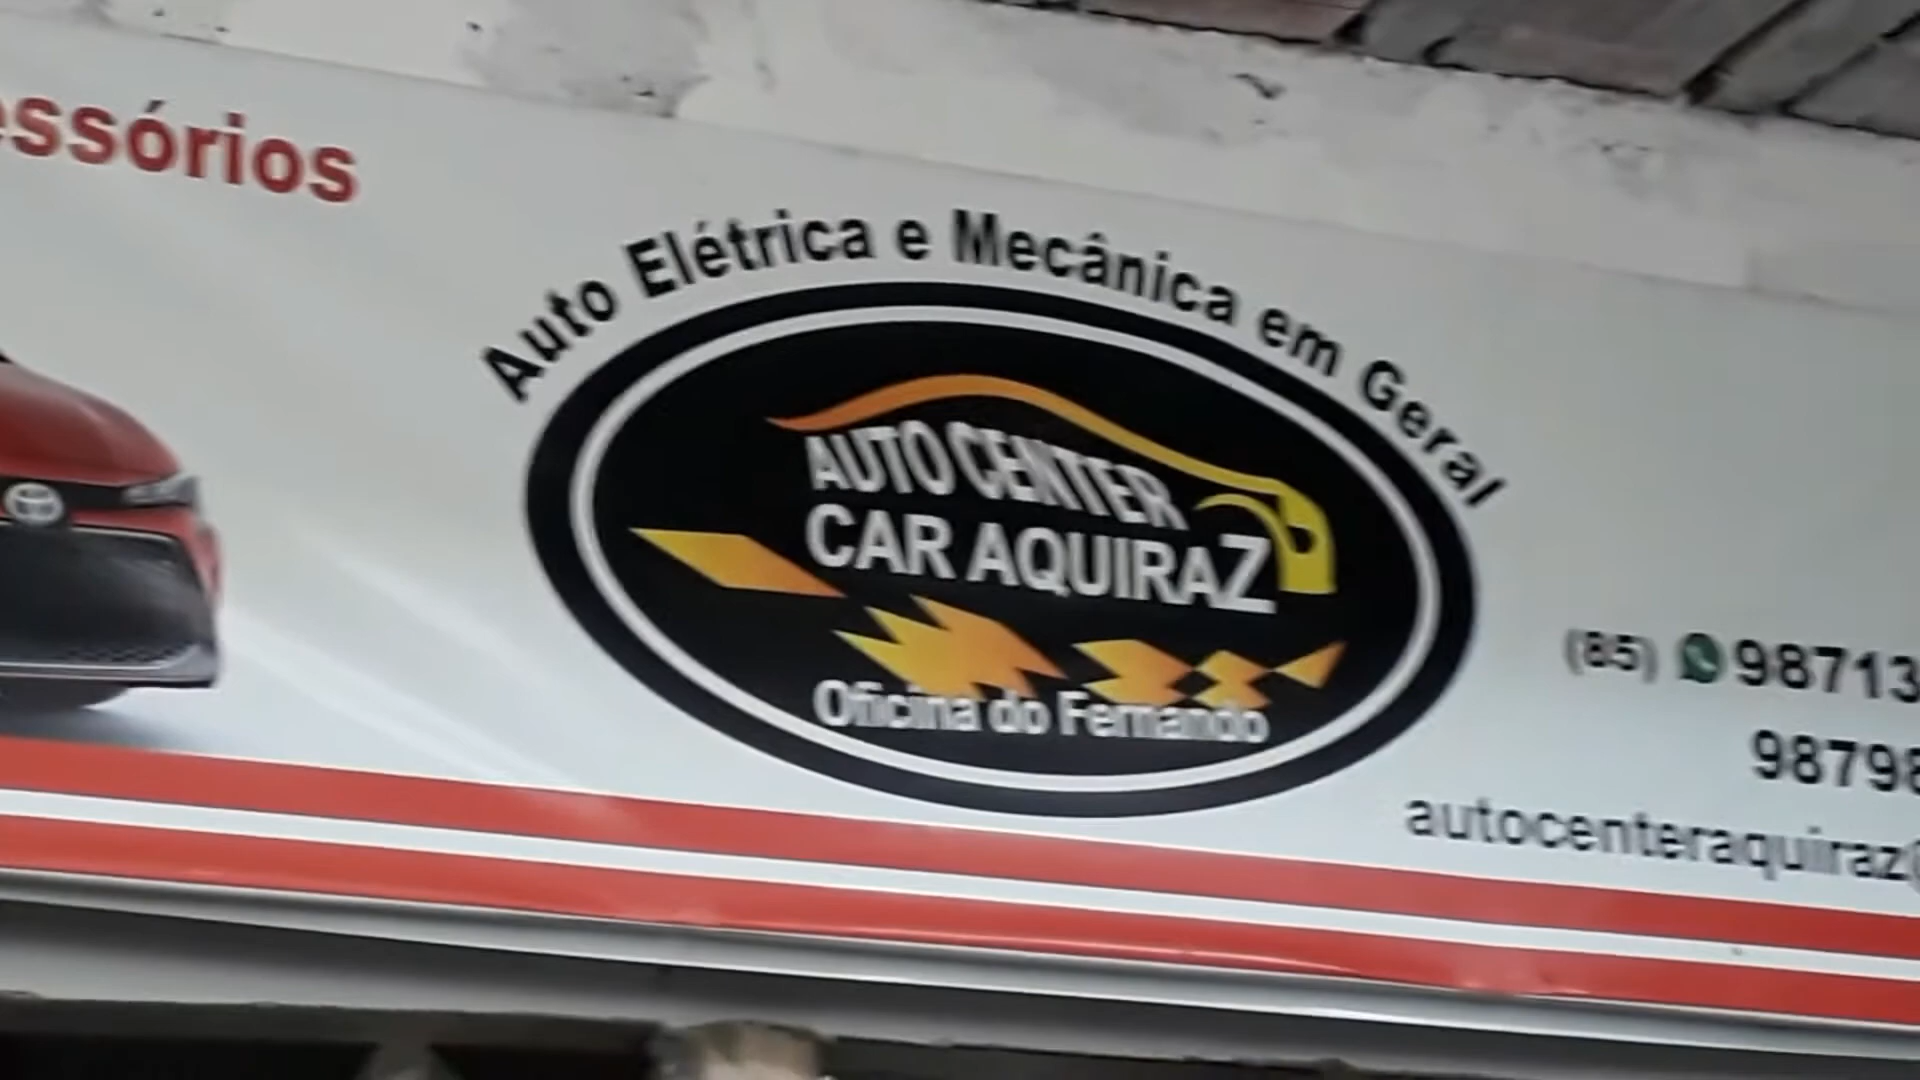 essórios
Auto Elétrica e Mecânica em Geral
AUTO CENTER
CAR AQUIRAZ
Oficina do Fernando
(85) 98713
98798
autocenteraquiraz@